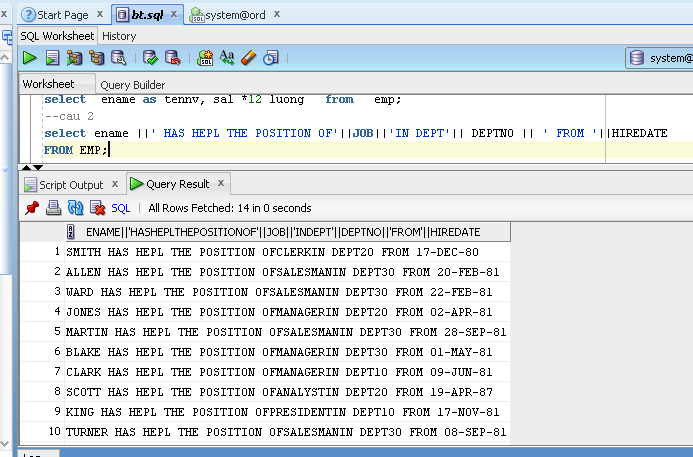 Start Page x bt.sql x system@ord x
SQL Worksheet History
system@
Worksheet Query Builder
select ename as tennv, sal *12 luong from emp;
--cau 2
select ename ||' HAS HEPL THE POSITION OF'||JOB||'IN DEPT'|| DEPTNO || ' FROM '||HIREDATE
FROM EMP;
Script Output x Query Result x
SQL | All Rows Fetched: 14 in 0 seconds
ENAME||'HASHEPLTHEPOSITIONOF'||JOB||'INDEPT'||DEPTNO||'FROM'||HIREDATE
1 SMITH HAS HEPL THE POSITION OFCLERKIN DEPT20 FROM 17-DEC-80
2 ALLEN HAS HEPL THE POSITION OFSALESMANIN DEPT30 FROM 20-FEB-81
3 WARD HAS HEPL THE POSITION OFSALESMANIN DEPT30 FROM 22-FEB-81
4 JONES HAS HEPL THE POSITION OFMANAGERIN DEPT20 FROM 02-APR-81
5 MARTIN HAS HEPL THE POSITION OFSALESMANIN DEPT30 FROM 28-SEP-81
6 BLAKE HAS HEPL THE POSITION OFMANAGERIN DEPT30 FROM 01-MAY-81
7 CLARK HAS HEPL THE POSITION OFMANAGERIN DEPT10 FROM 09-JUN-81
8 SCOTT HAS HEPL THE POSITION OFANALYSTIN DEPT20 FROM 19-APR-87
9 KING HAS HEPL THE POSITION OFPRESIDENTIN DEPT10 FROM 17-NOV-81
10 TURNER HAS HEPL THE POSITION OFSALESMANIN DEPT30 FROM 08-SEP-81